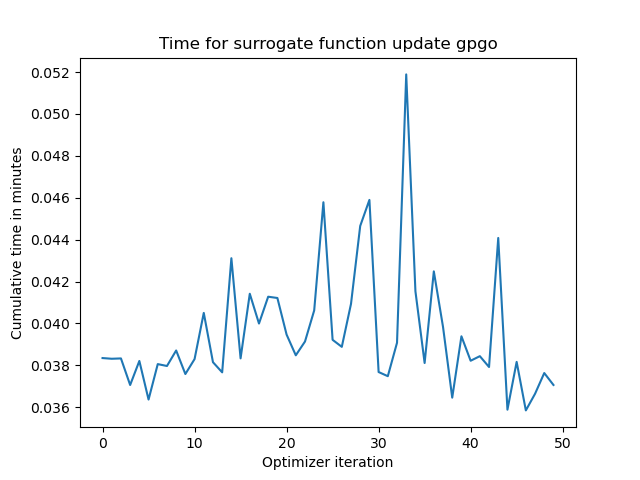 Time for surrogate function update gpgo
Cumulative time in minutes
0.052
0.050
0.048
0.046
0.044
0.042
0.040
0.038
0.036
0 10 20 30 40 50
Optimizer iteration